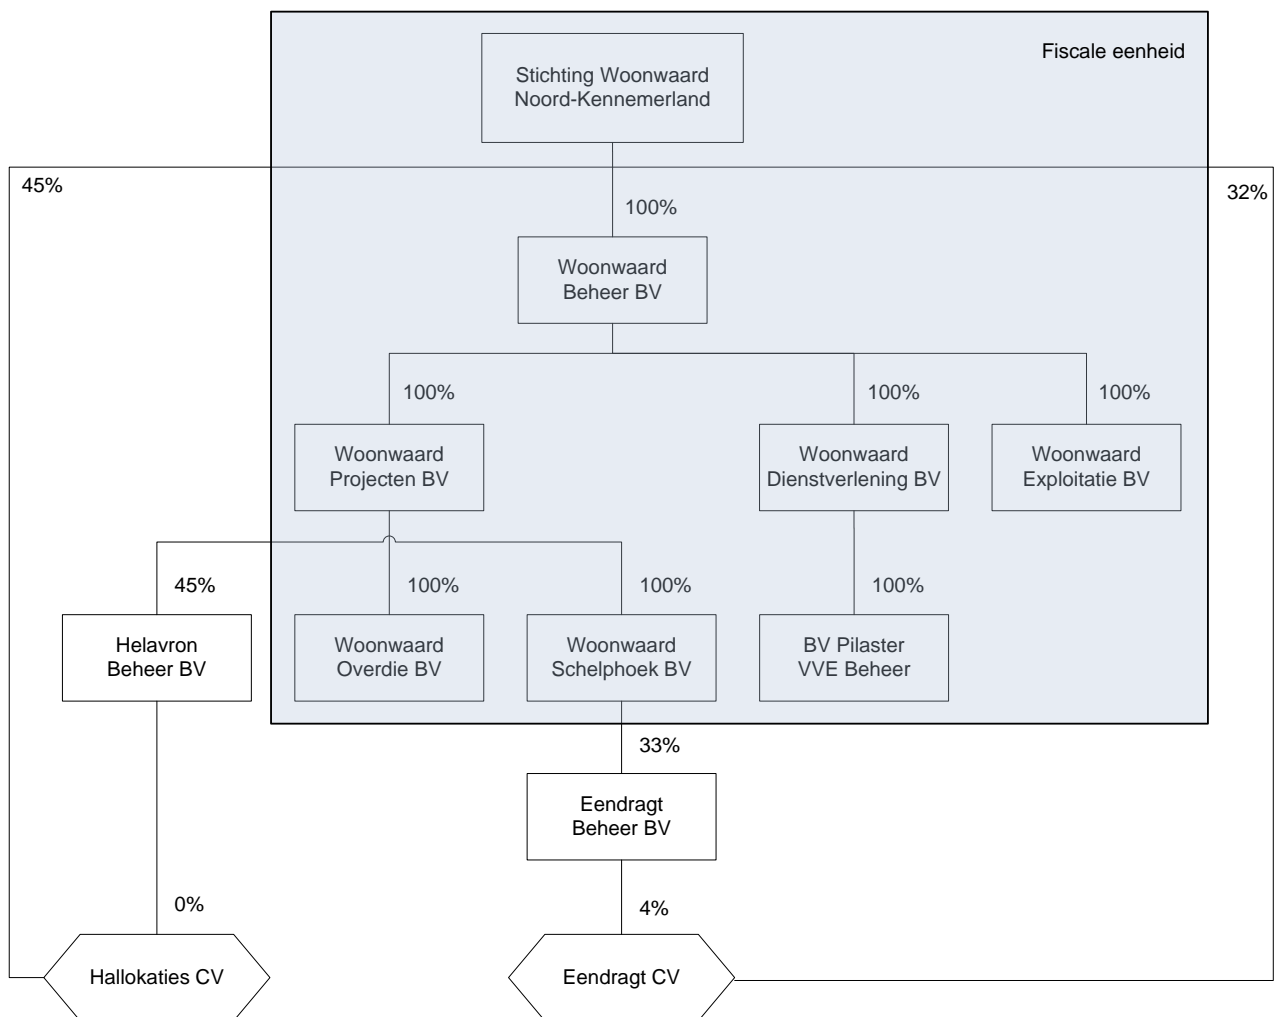 Fiscale eenheid
Stichting Woonwaard
Noord-Kennemerland
45%
32%
100%
Woonwaard
Beheer BV
100%
100%
100%
Woonwaard
Projecten BV
Woonwaard
Dienstverlening BV
Woonwaard
Exploitatie BV
45%
100%
100%
100%
Helavron
Beheer BV
Woonwaard
Overdie BV
Woonwaard
Schelphoek BV
BV Pilaster
VVE Beheer
33%
Eendragt
Beheer BV
0%
4%
Hallokaties CV
Eendragt CV